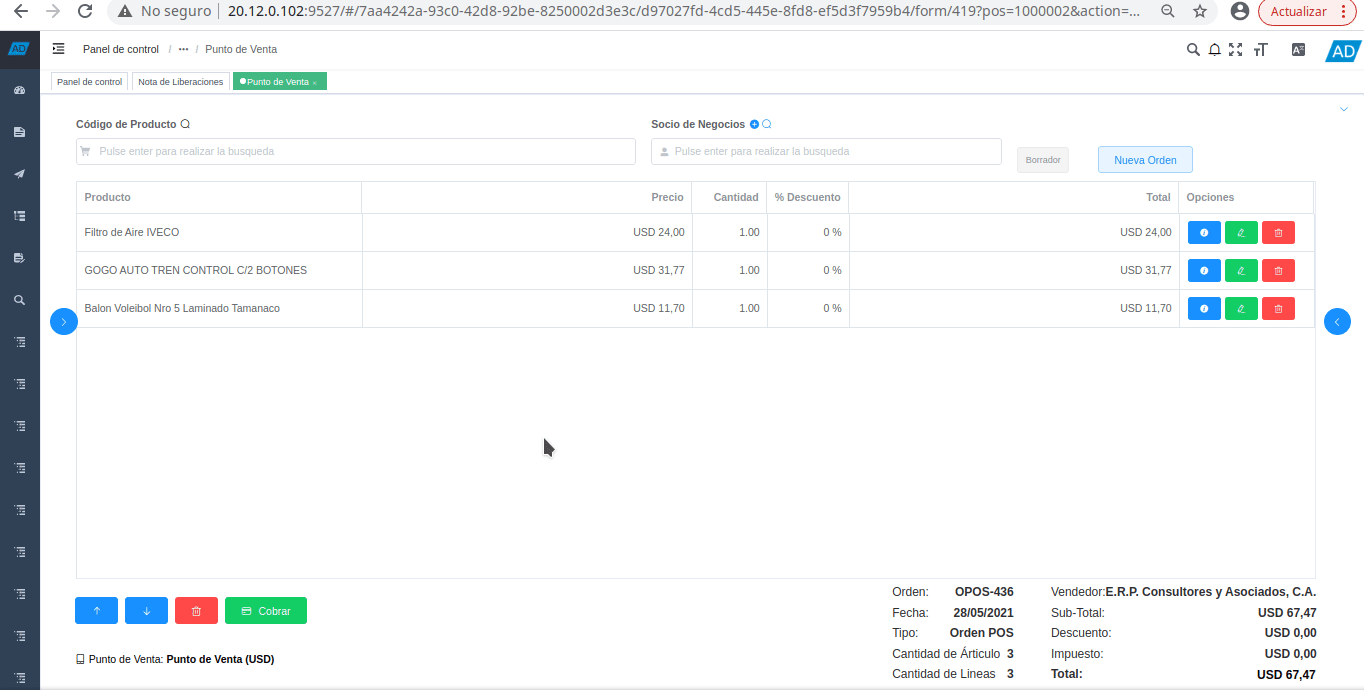 No seguro 20.12.0.102:9527/#/7aa4242a-93c0-42d8-92be-8250002d3e3c/d97027fd-4cd5-445e-8fd8-ef5d3f7959b4/form/419?pos=1000002&action=... Actualizar
AD Panel de control / ••• / Punto de Venta AD
Panel de control Nota de Liberaciones Punto de Venta ×
Código de Producto Socio de Negocios
Pulse enter para realizar la busqueda Pulse enter para realizar la busqueda Borrador Nueva Orden
Producto Precio Cantidad % Descuento Total Opciones
Filtro de Aire IVECO USD 24,00 1.00 0 % USD 24,00
GOGO AUTO TREN CONTROL C/2 BOTONES USD 31,77 1.00 0 % USD 31,77
Balon Voleibol Nro 5 Laminado Tamanaco USD 11,70 1.00 0 % USD 11,70
Cobrar
Punto de Venta: Punto de Venta (USD)
Orden: OPOS-436
Fecha: 28/05/2021
Tipo: Orden POS
Cantidad de Árticulo 3
Cantidad de Lineas 3
Vendedor:E.R.P. Consultores y Asociados, C.A.
Sub-Total: USD 67,47
Descuento: USD 0,00
Impuesto: USD 0,00
Total: USD 67,47